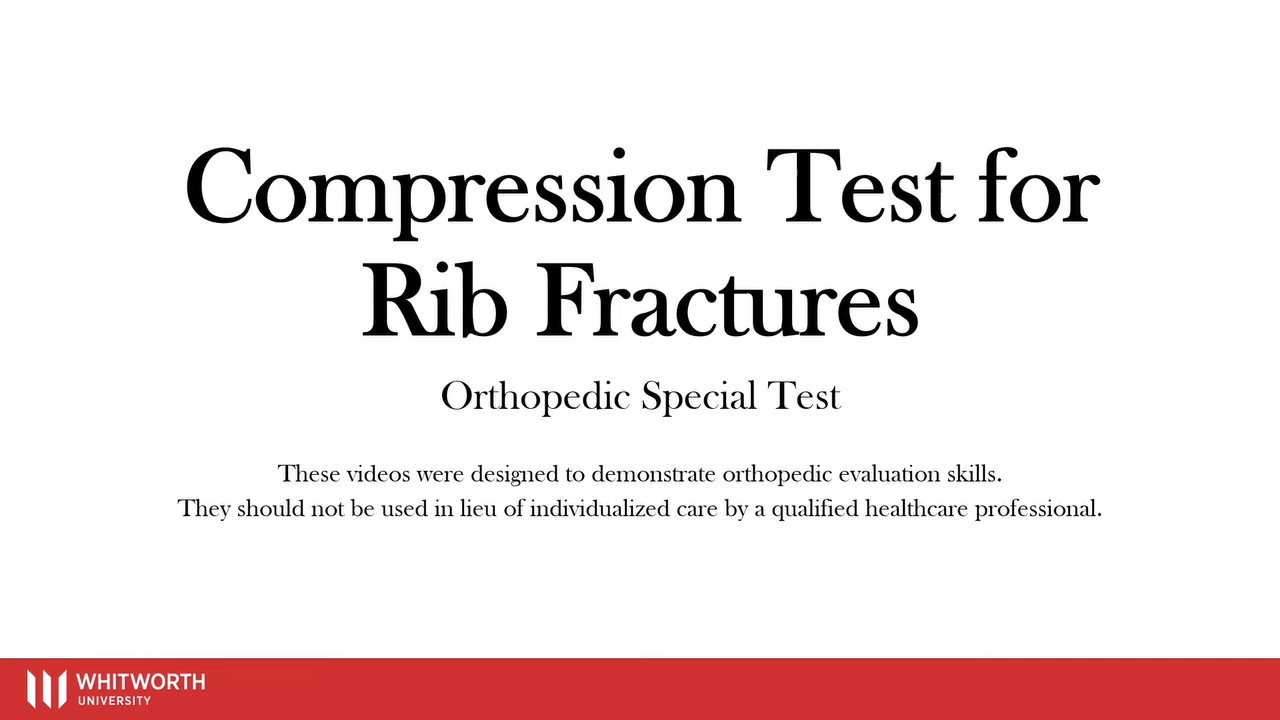 Compression Test for
Rib Fractures
Orthopedic Special Test
These videos were designed to demonstrate orthopedic evaluation skills.
They should not be used in lieu of individualized care by a qualified healthcare professional.
WHITWORTH
UNIVERSITY